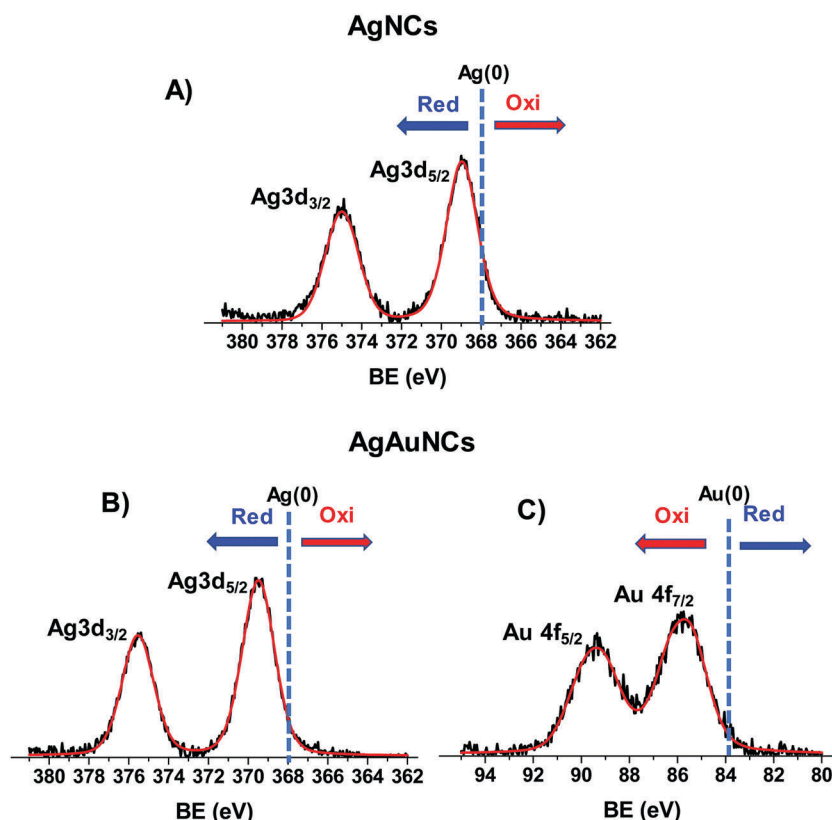 AgNCs
A)
Ag(0)
Red Oxi
Ag3d3/2 Ag3d5/2
380 378 376 374 372 370 368 366 364 362
BE (eV)
AgAuNCs
B)
Ag(0)
Red Oxi
Ag3d3/2 Ag3d5/2
380 378 376 374 372 370 368 366 364 362
BE (eV)
C)
Au(0)
Oxi Red
Au 4f5/2 Au 4f7/2
94 92 90 88 86 84 82 80
BE (eV)